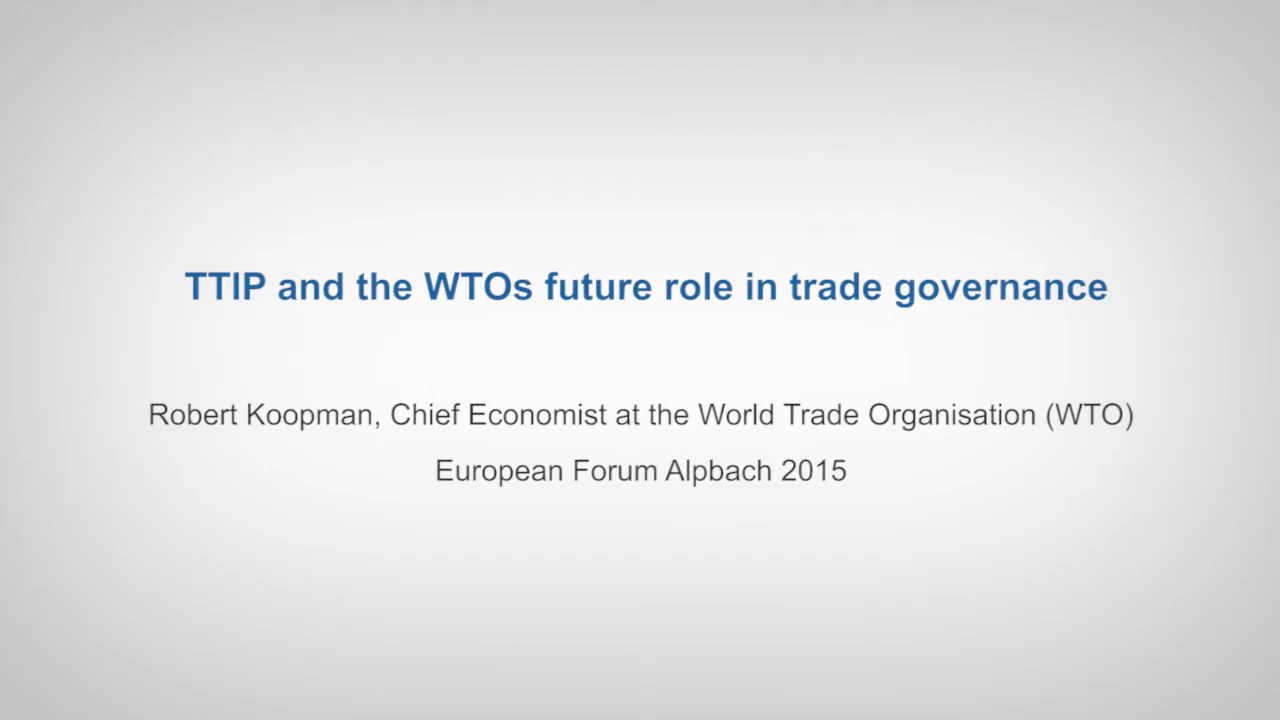 TTIP and the WTOs future role in trade governance
Robert Koopman, Chief Economist at the World Trade Organisation (WTO)
European Forum Alpbach 2015